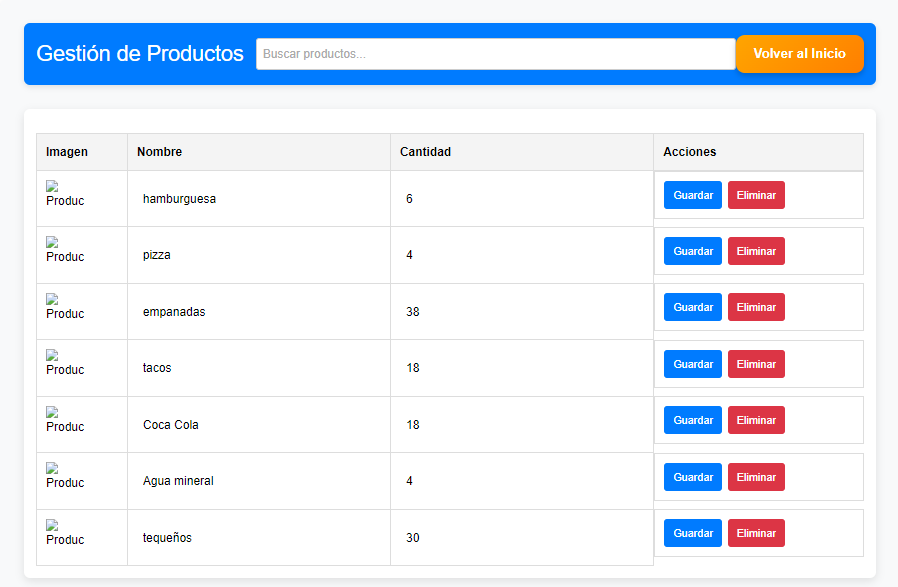 Gestión de Productos Buscar productos... Volver al Inicio
Imagen Nombre Cantidad Acciones
Produc hamburguesa 6 Guardar Eliminar
Produc pizza 4 Guardar Eliminar
Produc empanadas 38 Guardar Eliminar
Produc tacos 18 Guardar Eliminar
Produc Coca Cola 18 Guardar Eliminar
Produc Agua mineral 4 Guardar Eliminar
Produc tequeños 30 Guardar Eliminar